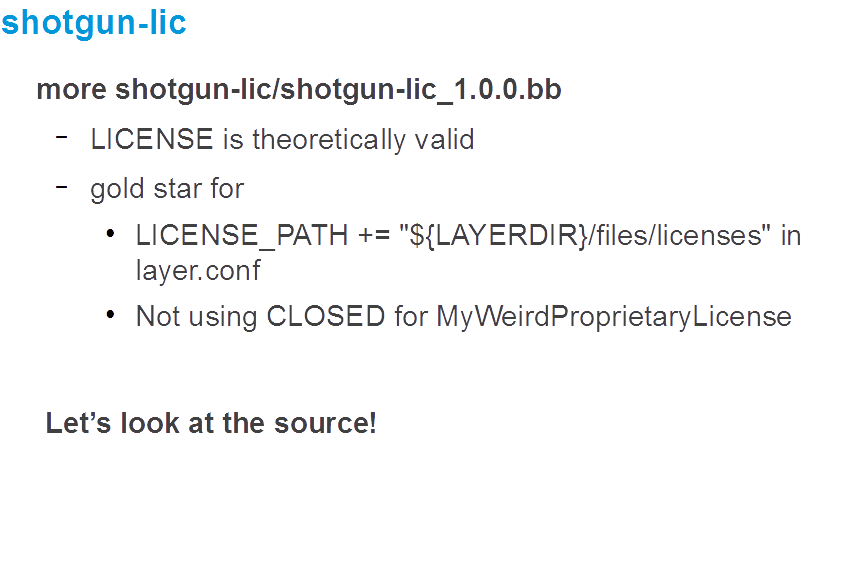 shotgun-lic
more shotgun-lic/shotgun-lic_1.0.0.bb
– LICENSE is theoretically valid
– gold star for
• LICENSE_PATH += "${LAYERDIR}/files/licenses" in
layer.conf
• Not using CLOSED for MyWeirdProprietaryLicense
Let’s look at the source!